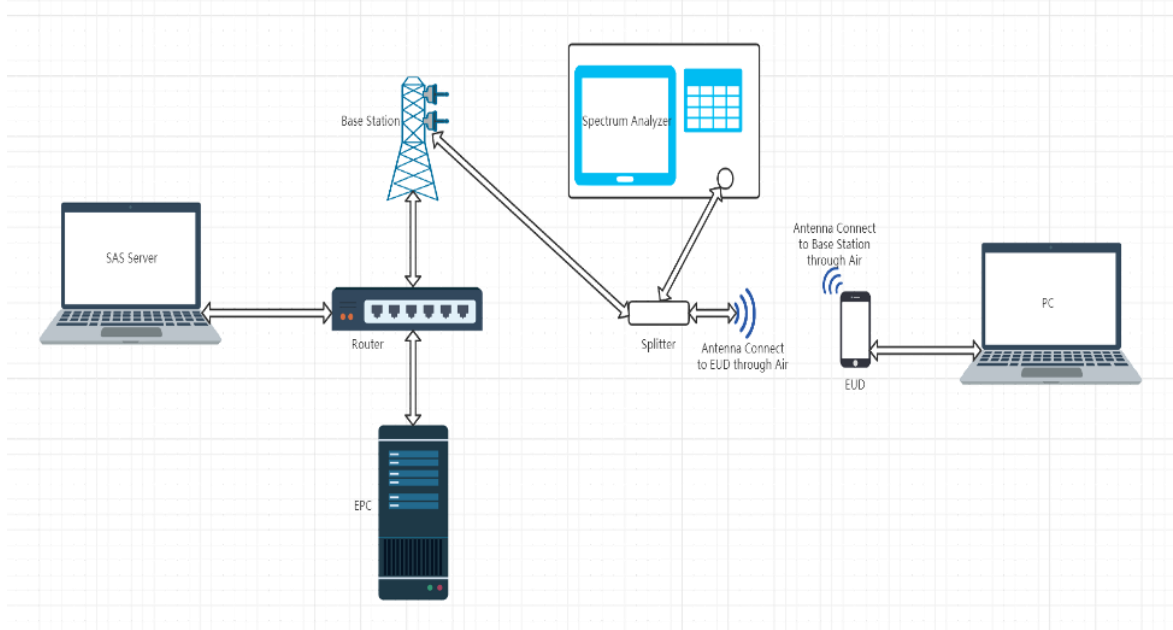 Base Station
Spectrum Analyzer
SAS Server
Antenna Connect
to Base Station
through Air
PC
Router
Splitter
Antenna Connect
to EUD through Air
EUD
EPC